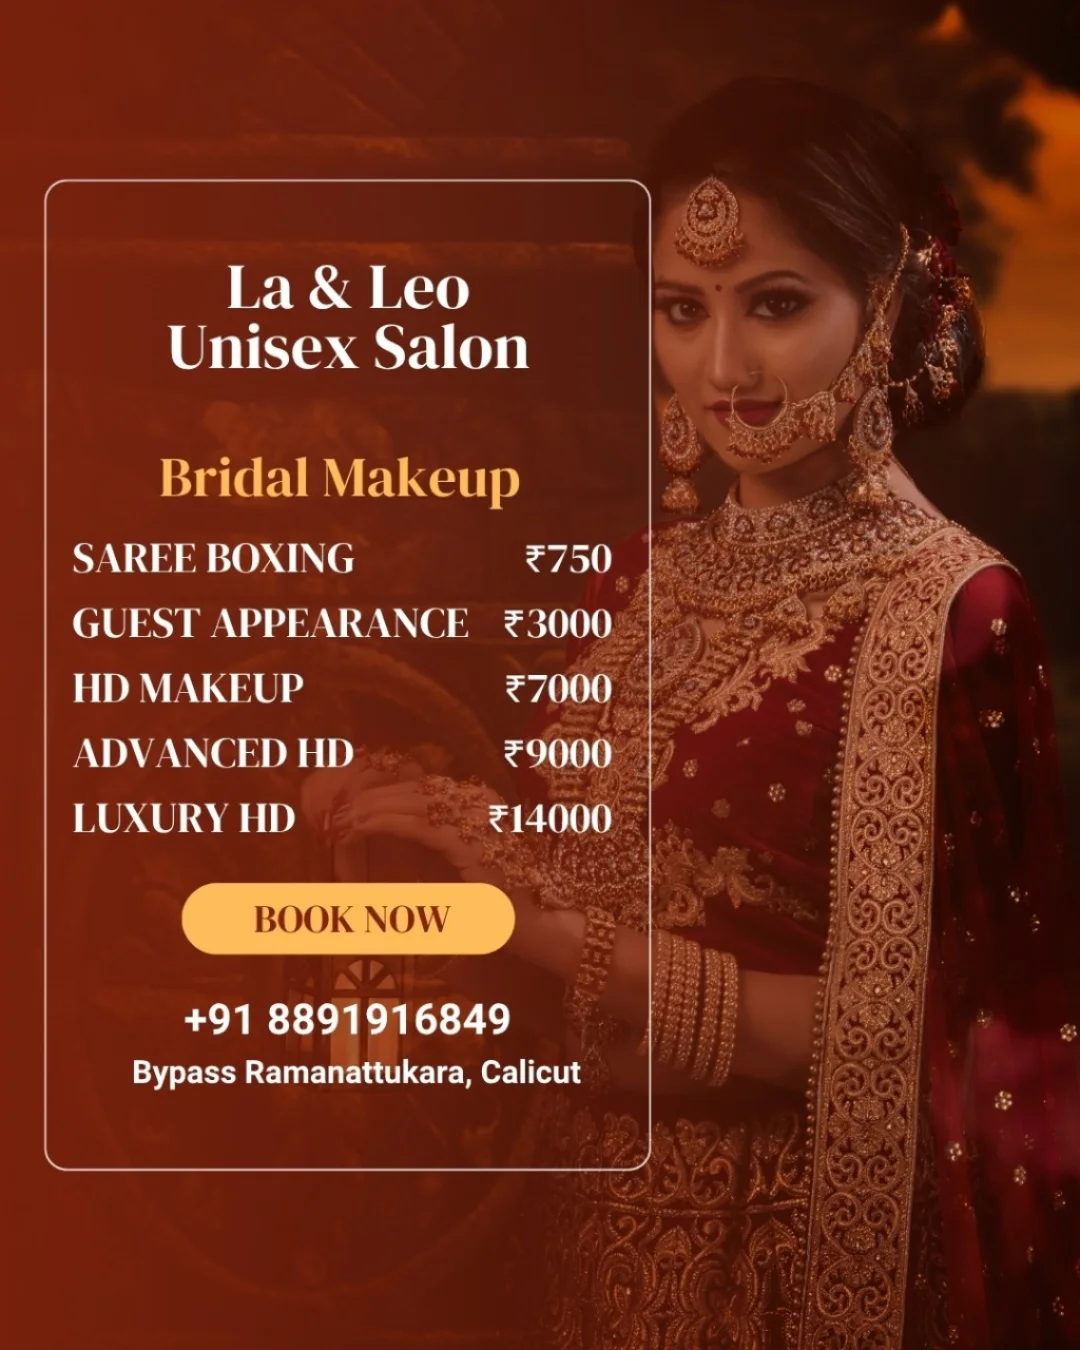 La & Leo
Unisex Salon
Bridal Makeup
SAREE BOXING ₹750
GUEST APPEARANCE ₹3000
HD MAKEUP ₹7000
ADVANCED HD ₹9000
LUXURY HD ₹14000
BOOK NOW
+91 8891916849
Bypass Ramanattukara, Calicut